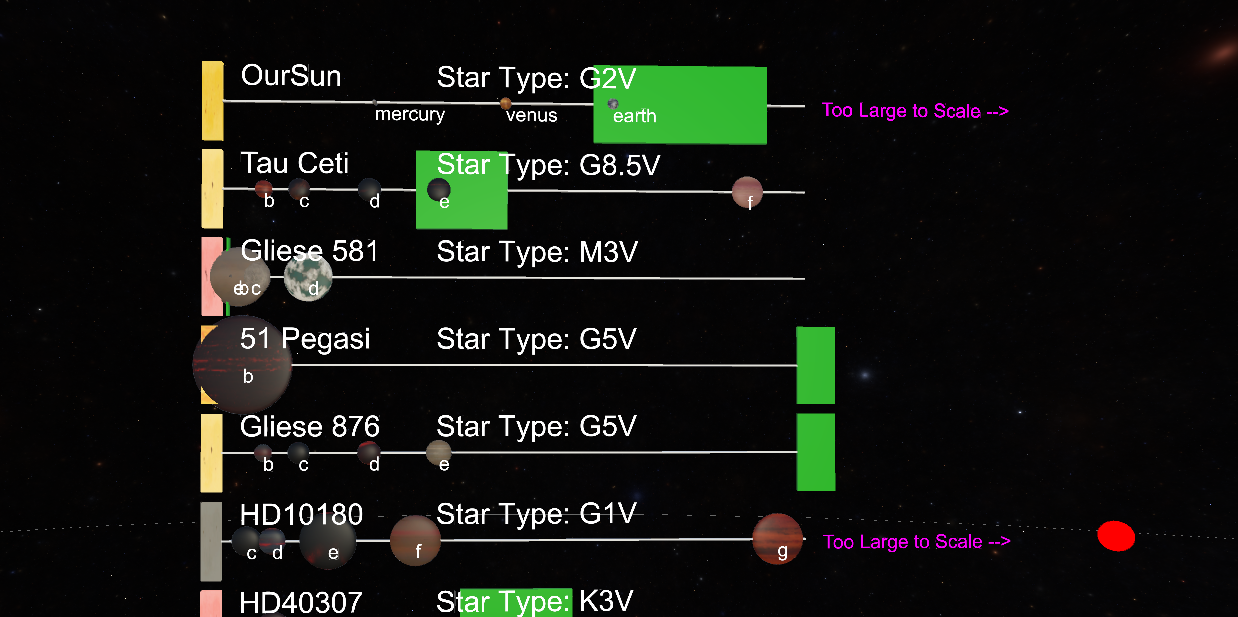 OurSun Star Type: G2V
mercury venus earth Too Large to Scale -->
Tau Ceti Star Type: G8.5V
b c d e f
Gliese 581 Star Type: M3V
e b c d
51 Pegasi Star Type: G5V
b
Gliese 876 Star Type: G5V
b c d e
HD10180 Star Type: G1V
c d e f g Too Large to Scale -->
HD40307 Star Type: K3V